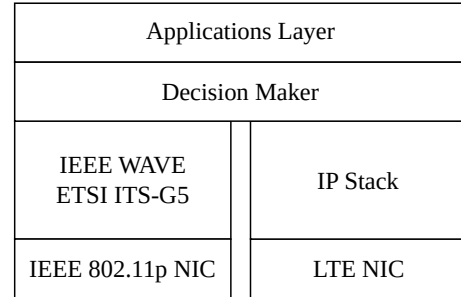 Applications Layer
Decision Maker
IEEE WAVE
ETSI ITS-G5
IP Stack
IEEE 802.11p NIC
LTE NIC